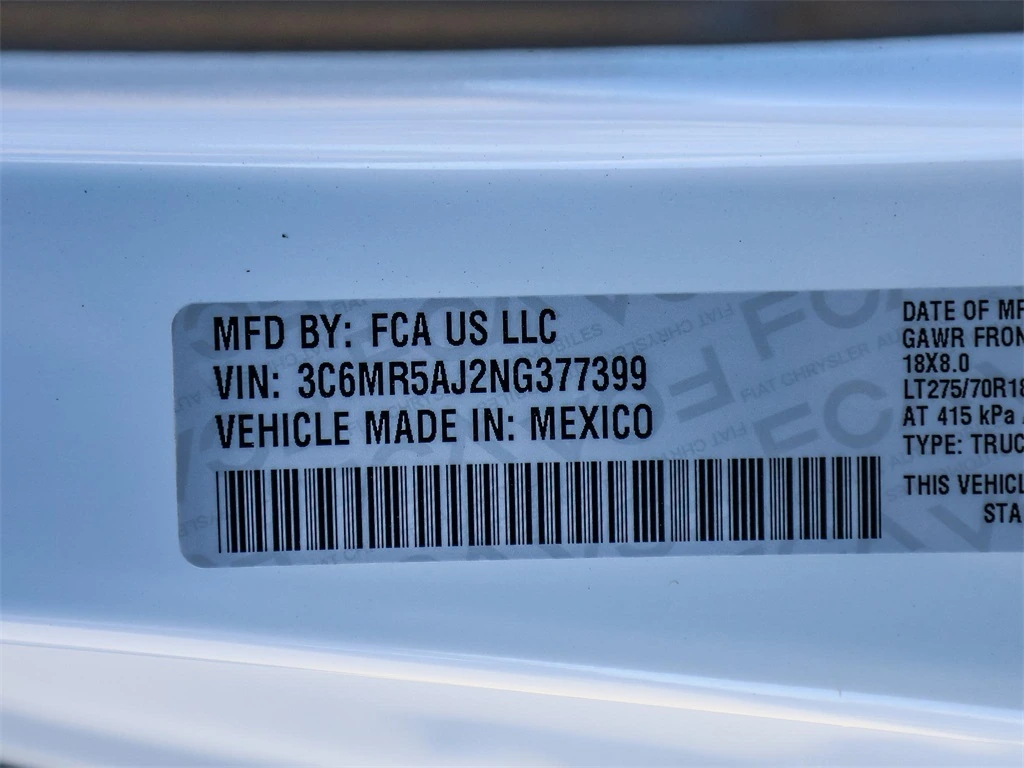 MFD BY: FCA US LLC
VIN: 3C6MR5AJ2NG377399
VEHICLE MADE IN: MEXICO
DATE OF MF
GAWR FRON
18X8.0
LT275/70R18
AT 415 kPa
TYPE: TRUC
THIS VEHICL
STA